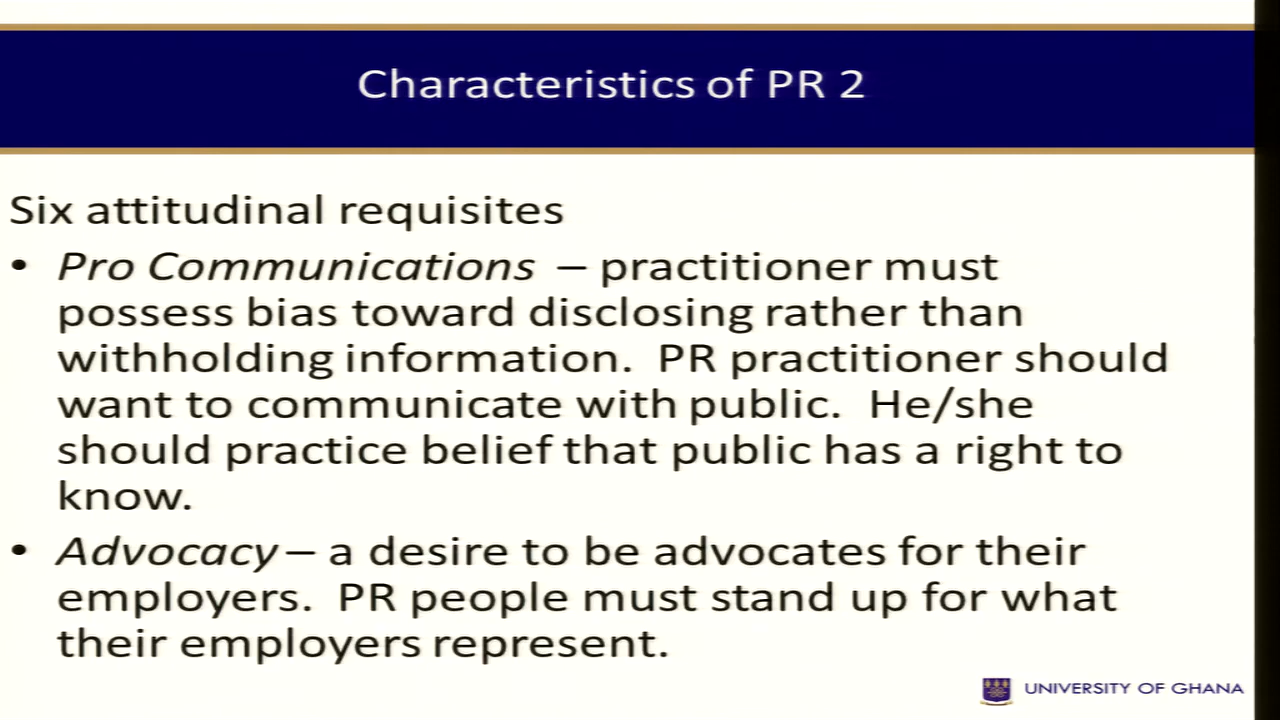 Characteristics of PR 2
Six attitudinal requisites
• Pro Communications – practitioner must
possess bias toward disclosing rather than
withholding information. PR practitioner should
want to communicate with public. He/she
should practice belief that public has a right to
know.
• Advocacy – a desire to be advocates for their
employers. PR people must stand up for what
their employers represent.
UNIVERSITY OF GHANA